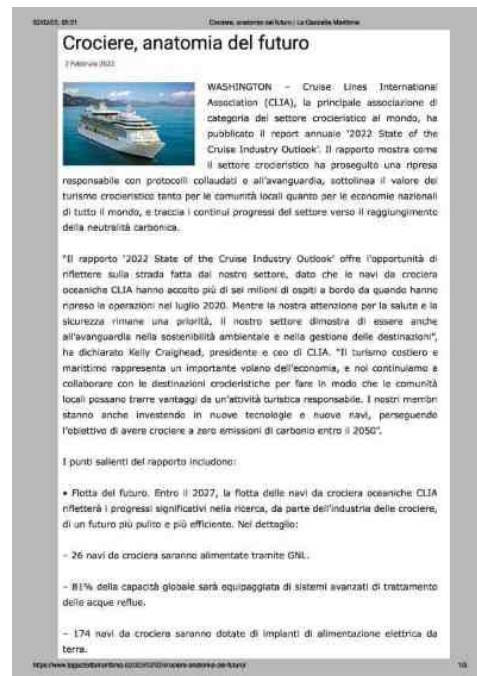 Crociere, anatomia del futuro | La Gazzetta Marittima
Crociere, anatomia del futuro
2 Febbraio 2022
WASHINGTON – Cruise Lines International
Association (CLIA), la principale associazione di
categoria del settore crocieristico al mondo, ha
pubblicato il report annuale '2022 State of the
Cruise Industry Outlook'. Il rapporto mostra come
il settore crocieristico ha proseguito una ripresa
responsabile con protocolli collaudati e all'avanguardia, sottolinea il valore del
turismo crocieristico tanto per le comunità locali quanto per le economie nazionali
di tutto il mondo, e traccia i continui progressi del settore verso il raggiungimento
della neutralità carbonica.
"Il rapporto '2022 State of the Cruise Industry Outlook' offre l'opportunità di
riflettere sulla strada fatta dal nostro settore, dato che le navi da crociera
oceaniche CLIA hanno accolto più di sei milioni di ospiti a bordo da quando hanno
ripreso le operazioni nel luglio 2020. Mentre la nostra attenzione per la salute e la
sicurezza rimane una priorità, il nostro settore dimostra di essere anche
all'avanguardia nella sostenibilità ambientale e nella gestione delle destinazioni",
ha dichiarato Kelly Craighead, presidente e ceo di CLIA. "Il turismo costiero e
marittimo rappresenta un importante volano dell'economia, e noi continuiamo a
collaborare con le destinazioni crocieristiche per fare in modo che le comunità
locali possano trarre vantaggi da un'attività turistica responsabile. I nostri membri
stanno anche investendo in nuove tecnologie e nuove navi, perseguendo
l'obiettivo di avere crociere a zero emissioni di carbonio entro il 2050".
I punti salienti del rapporto includono:
• Flotta del futuro. Entro il 2027, la flotta delle navi da crociera oceaniche CLIA
rifletterà i progressi significativi nella ricerca, da parte dell'industria delle crociere,
di un futuro più pulito e più efficiente. Nel dettaglio:
– 26 navi da crociera saranno alimentate tramite GNL.
– 81% della capacità globale sarà equipaggiata di sistemi avanzati di trattamento
delle acque reflue.
– 174 navi da crociera saranno dotate di impianti di alimentazione elettrica da
terra.